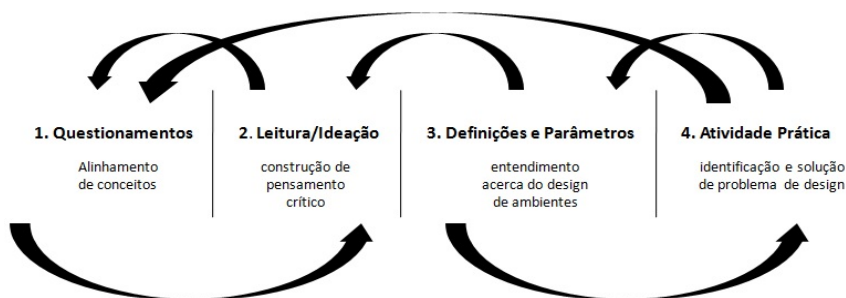 1. Questionamentos
Alinhamento
de conceitos
2. Leitura/Ideação
construção de
pensamento
crítico
3. Definições e Parâmetros
entendimento
acerca do design
de ambientes
4. Atividade Prática
identificação e solução
de problema de design